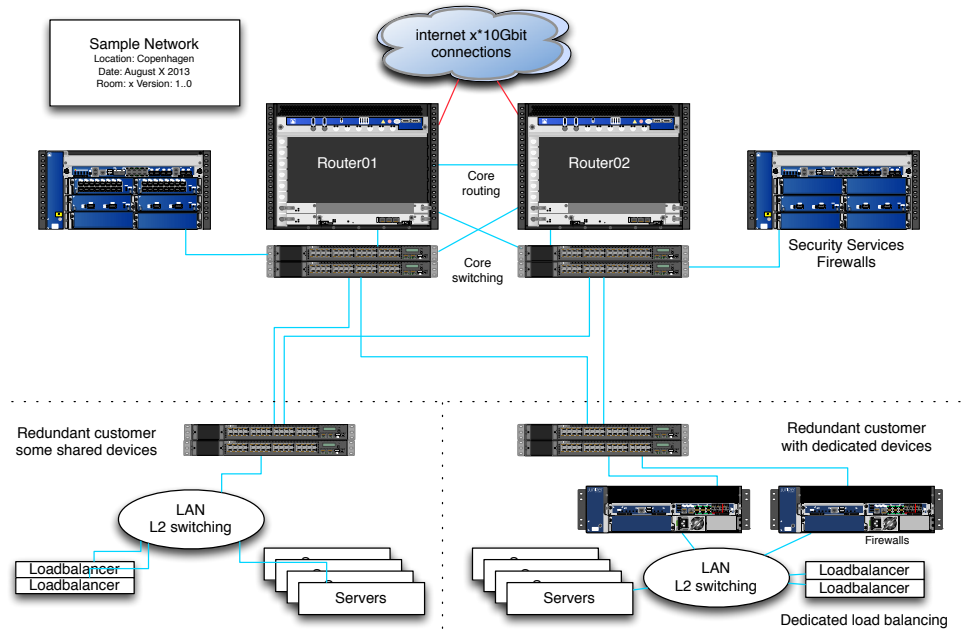 internet x*10Gbit
connections
Sample Network
Location: Copenhagen
Date: August X 2013
Room: x Version: 1..0
Router01
Router02
Core
routing
Core
switching
Security Services
Firewalls
Redundant customer
some shared devices
Redundant customer
with dedicated devices
LAN
L2 switching
Loadbalancer
Loadbalancer
Servers
Firewalls
LAN
L2 switching
Servers
Loadbalancer
Loadbalancer
Dedicated load balancing